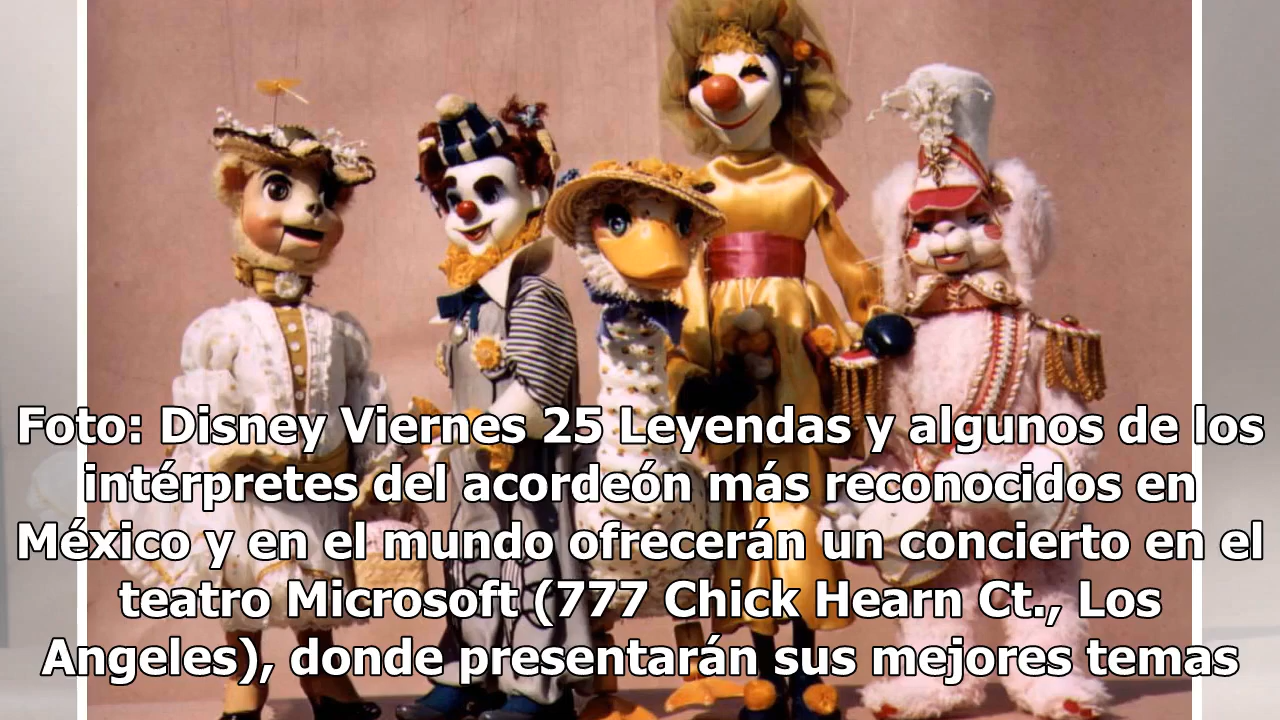 Foto: Disney Viernes 25 Leyendas y algunos de los
intérpretes del acordeón más reconocidos en
México y en el mundo ofrecerán un concierto en el
teatro Microsoft (777 Chick Hearn Ct., Los
Angeles), donde presentarán sus mejores temas